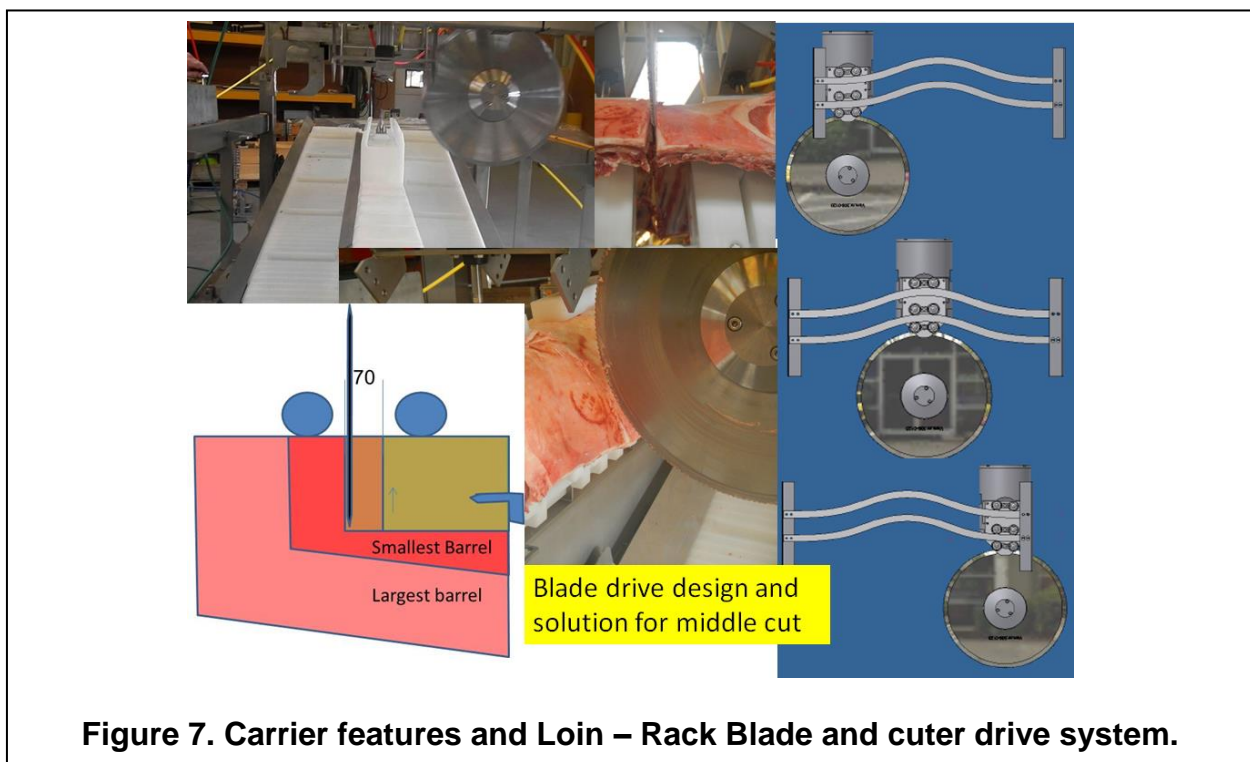 70
Smallest Barrel
Largest barrel
Blade drive design and
solution for middle cut
Figure 7. Carrier features and Loin – Rack Blade and cuter drive system.